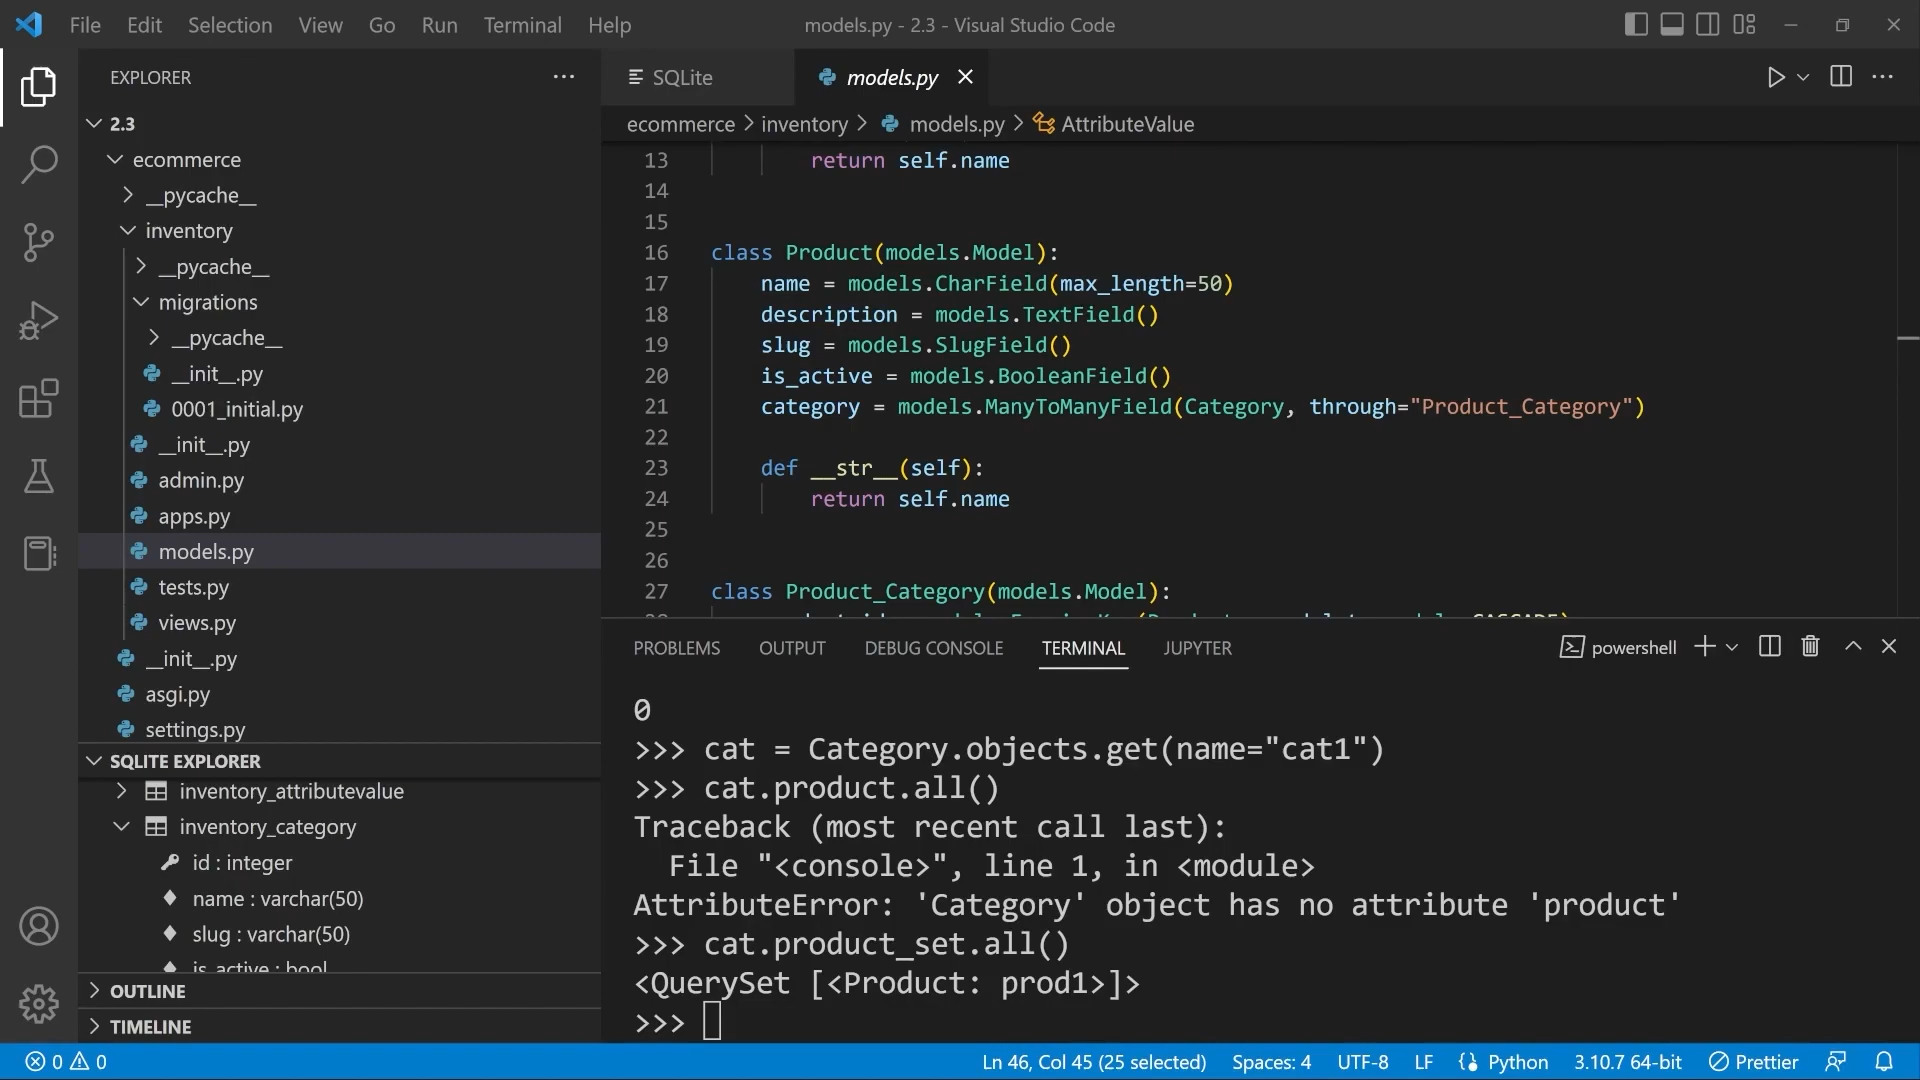 File Edit Selection View Go Run Terminal Help
models.py - 2.3 - Visual Studio Code
EXPLORER
2.3
ecommerce
__pycache__
inventory
__pycache__
migrations
__pycache__
__init__.py
0001_initial.py
__init__.py
admin.py
apps.py
models.py
tests.py
views.py
__init__.py
asgi.py
settings.py
SQLITE EXPLORER
inventory_attributevalue
inventory_category
id : integer
name : varchar(50)
slug : varchar(50)
is_active : bool
OUTLINE
TIMELINE
SQLite
models.py
ecommerce > inventory > models.py > AttributeValue
13 return self.name
14
15
16 class Product(models.Model):
17 name = models.CharField(max_length=50)
18 description = models.TextField()
19 slug = models.SlugField()
20 is_active = models.BooleanField()
21 category = models.ManyToManyField(Category, through="Product_Category")
22
23 def __str__(self):
24 return self.name
25
26
27 class Product_Category(models.Model):
PROBLEMS OUTPUT DEBUG CONSOLE TERMINAL JUPYTER
powershell
0
>>> cat = Category.objects.get(name="cat1")
>>> cat.product.all()
Traceback (most recent call last):
File "<console>", line 1, in <module>
AttributeError: 'Category' object has no attribute 'product'
>>> cat.product_set.all()
<QuerySet [<Product: prod1>]>
>>>
0 0
Ln 46, Col 45 (25 selected) Spaces: 4 UTF-8 LF Python 3.10.7 64-bit Prettier